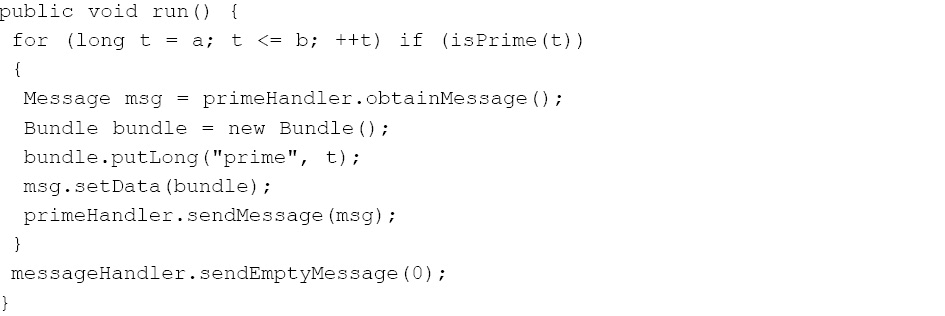 public void run() {
for (long t = a; t <= b; ++t) if (isPrime(t))
{
Message msg = primeHandler.obtainMessage();
Bundle bundle = new Bundle();
bundle.putLong("prime", t);
msg.setData(bundle);
primeHandler.sendMessage(msg);
}
messageHandler.sendEmptyMessage(0);
}